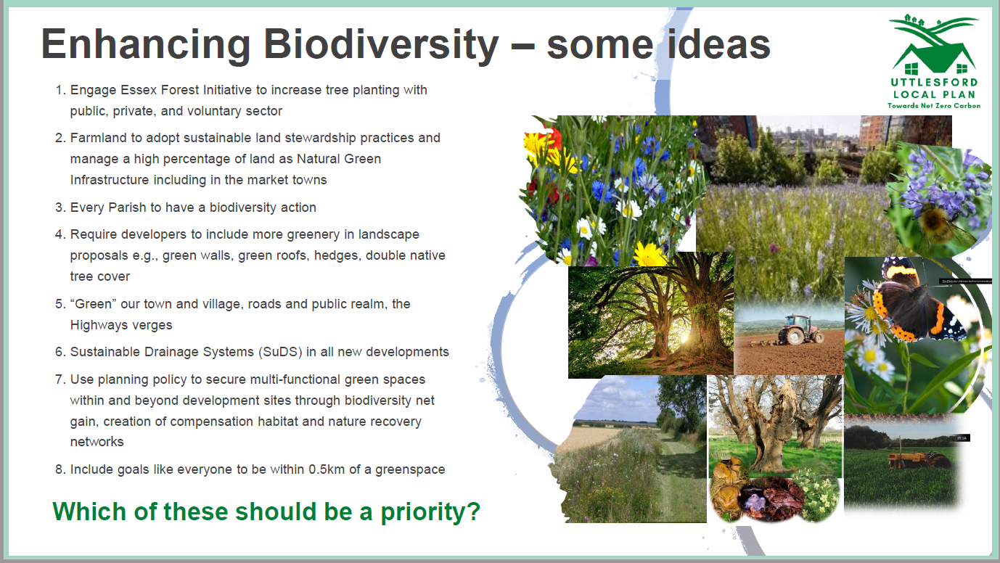 Enhancing Biodiversity – some ideas
UTTLESFORD
LOCAL PLAN
Towards Net Zero Carbon
1. Engage Essex Forest Initiative to increase tree planting with
public, private, and voluntary sector
2. Farmland to adopt sustainable land stewardship practices and
manage a high percentage of land as Natural Green
Infrastructure including in the market towns
3. Every Parish to have a biodiversity action
4. Require developers to include more greenery in landscape
proposals e.g., green walls, green roofs, hedges, double native
tree cover
5. “Green” our town and village, roads and public realm, the
Highways verges
6. Sustainable Drainage Systems (SuDS) in all new developments
7. Use planning policy to secure multi-functional green spaces
within and beyond development sites through biodiversity net
gain, creation of compensation habitat and nature recovery
networks
8. Include goals like everyone to be within 0.5km of a greenspace
Which of these should be a priority?